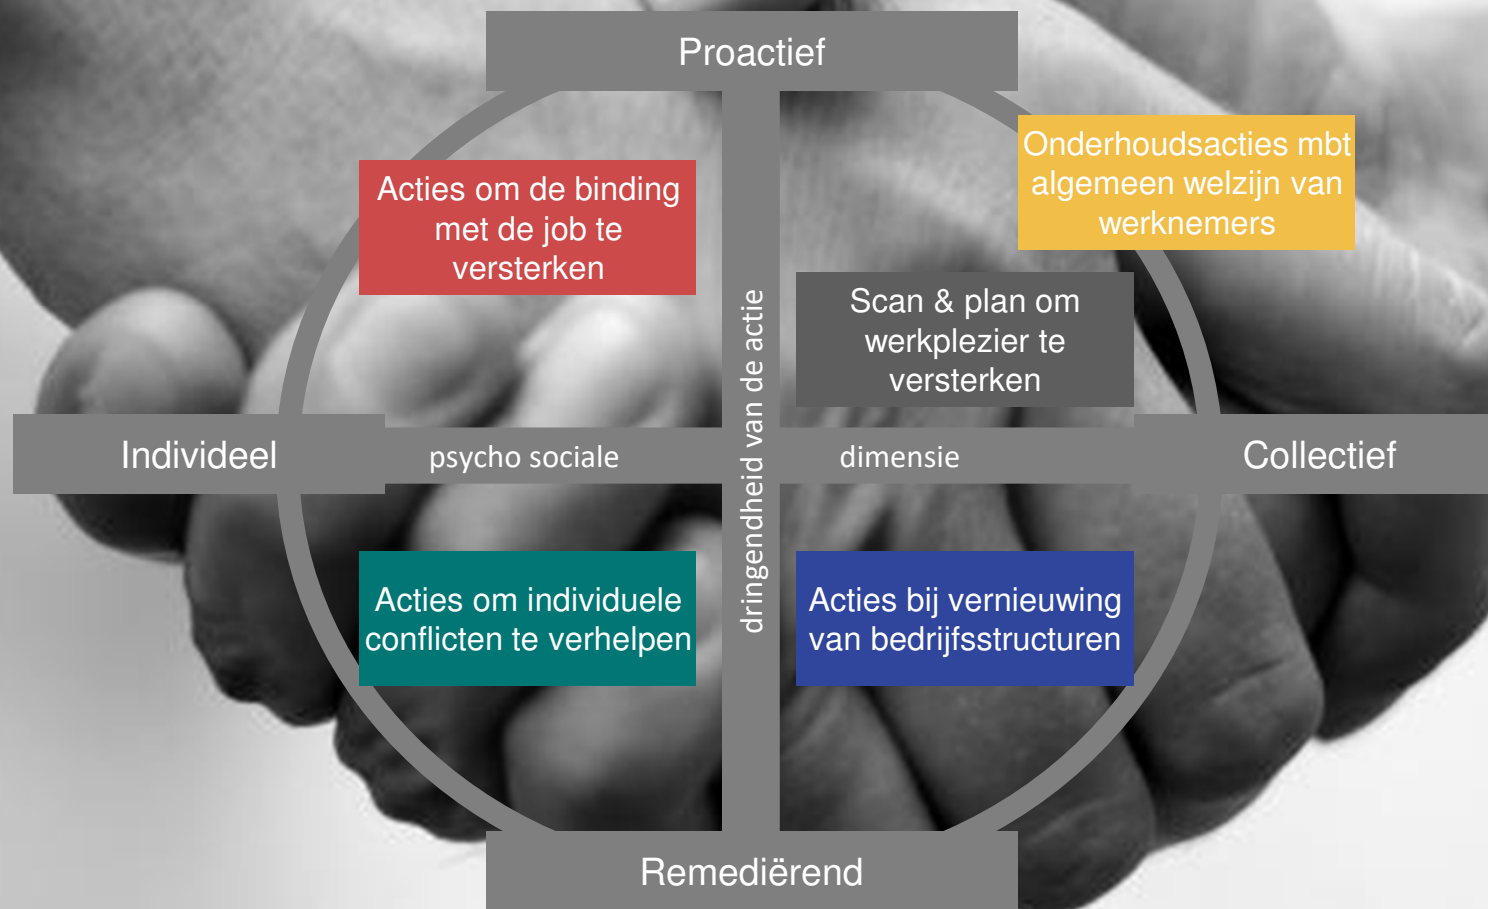 Proactief
Onderhoudsacties mbt
algemeen welzijn van
werknemers
Acties om de binding
met de job te
versterken
Scan & plan om
werkplezier te
versterken
dringendheid van de actie
Individeel
psycho sociale
dimensie
Collectief
Acties om individuele
conflicten te verhelpen
Acties bij vernieuwing
van bedrijfsstructuren
Remediërend